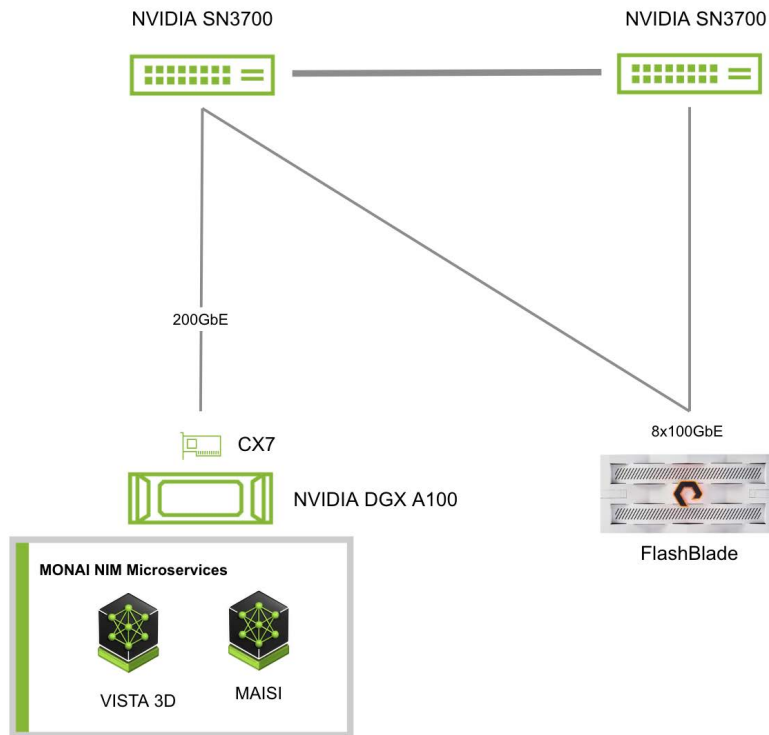 NVIDIA SN3700
NVIDIA SN3700
200GbE
8x100GbE
CX7
NVIDIA DGX A100
FlashBlade
MONAI NIM Microservices
VISTA 3D
MAISI